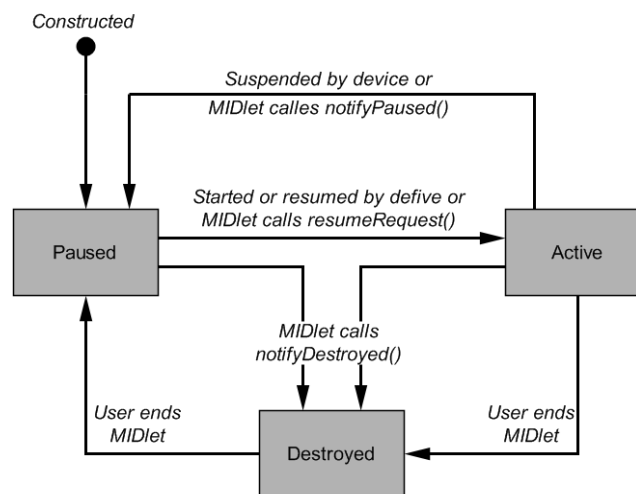 Constructed
Suspended by device or
MIDlet calles notifyPaused()
Started or resumed by defive or
MIDlet calls resumeRequest()
Paused
Active
MIDlet calls
notifyDestroyed()
User ends
MIDlet
User ends
MIDlet
Destroyed